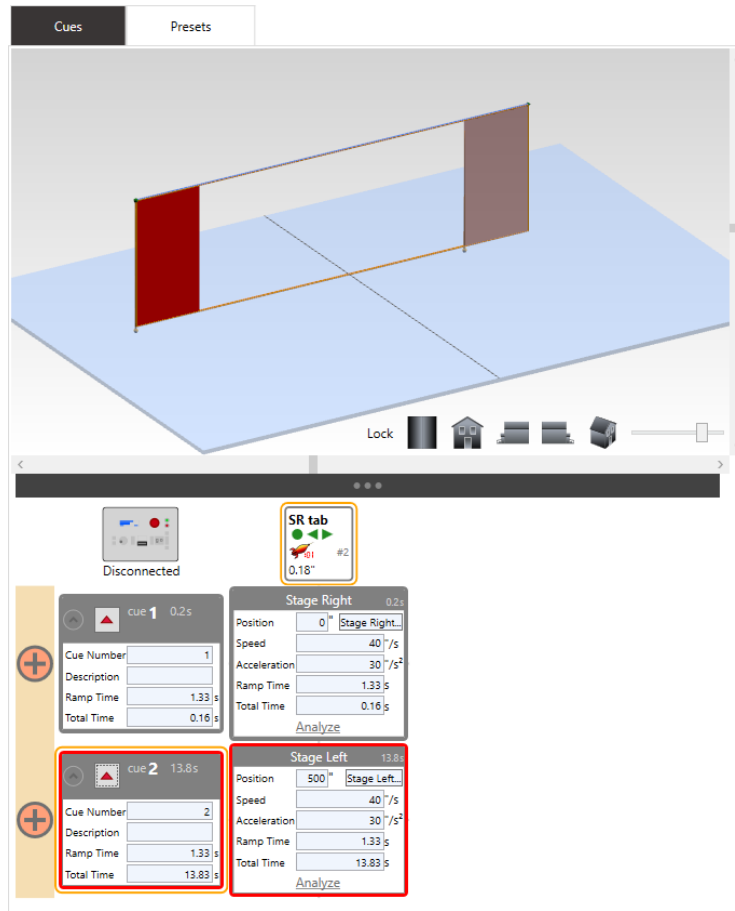 Cues Presets
Lock
Disconnected
SR tab
#2
0.18"
cue 1 0.2s
Cue Number 1
Description
Ramp Time 1.33 s
Total Time 0.16 s
Stage Right 0.2s
Position 0 " Stage Right...
Speed 40 "/s
Acceleration 30 "/s²
Ramp Time 1.33 s
Total Time 0.16 s
Analyze
cue 2 13.8s
Cue Number 2
Description
Ramp Time 1.33 s
Total Time 13.83 s
Stage Left 13.8s
Position 500 " Stage Left...
Speed 40 "/s
Acceleration 30 "/s²
Ramp Time 1.33 s
Total Time 13.83 s
Analyze